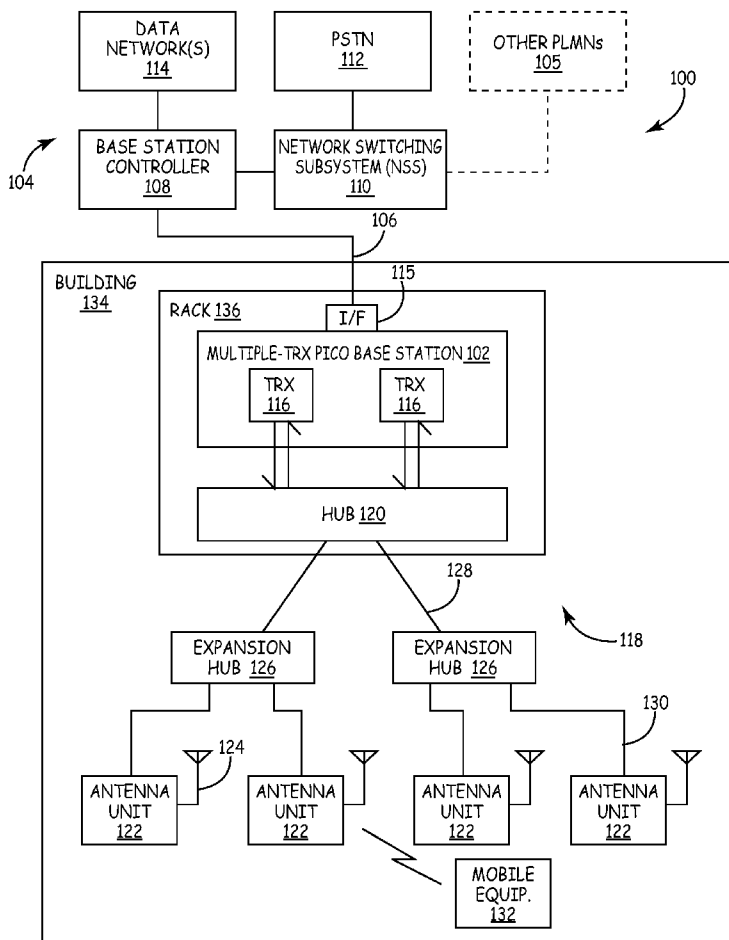 DATA
NETWORK(S)
114
PSTN
112
OTHER PLMNs
105
100
104
BASE STATION
CONTROLLER
108
NETWORK SWITCHING
SUBSYSTEM (NSS)
110
106
BUILDING
134
115
RACK 136
I/F
MULTIPLE-TRX PICO BASE STATION 102
TRX
116
TRX
116
HUB 120
128
118
EXPANSION
HUB 126
EXPANSION
HUB 126
124
130
ANTENNA
UNIT
122
ANTENNA
UNIT
122
ANTENNA
UNIT
122
ANTENNA
UNIT
122
MOBILE
EQUIP.
132